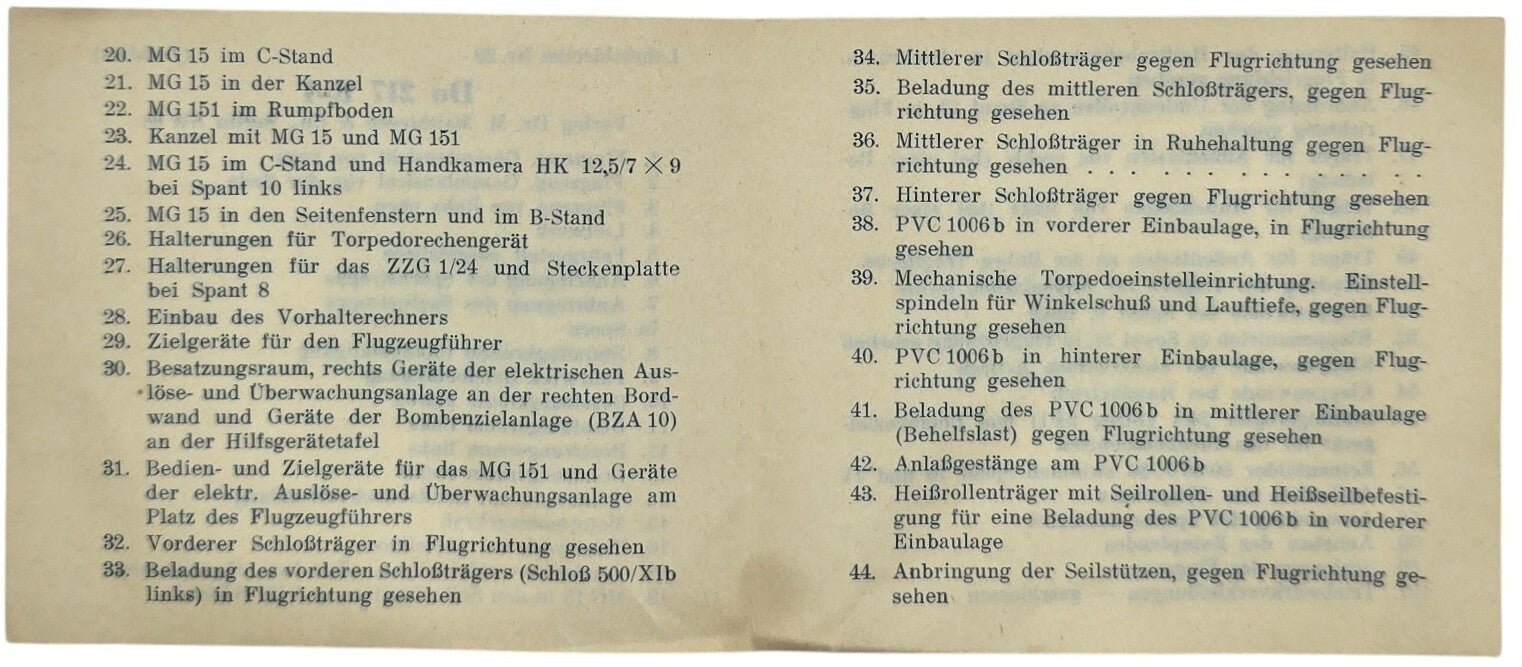 20. MG 15 im C-Stand
21. MG 15 in der Kanzel
22. MG 151 im Rumpfboden
23. Kanzel mit MG 15 und MG 151
24. MG 15 im C-Stand und Handkamera HK 12,5/7 × 9
bei Spant 10 links
25. MG 15 in den Seitenfenstern und im B-Stand
26. Halterungen für Torpedorechengerät
27. Halterungen für das ZZG 1/24 und Steckenplatte
bei Spant 8
28. Einbau des Vorhalterechners
29. Zielgeräte für den Flugzeugführer
30. Besatzungsraum, rechts Geräte der elektrischen Aus-
löse- und Überwachungsanlage an der rechten Bord-
wand und Geräte der Bombenzielanlage (BZA 10)
an der Hilfsgerätetafel
31. Bedien- und Zielgeräte für das MG 151 und Geräte
der elektr. Auslöse- und Überwachungsanlage am
Platz des Flugzeugführers
32. Vorderer Schloßträger in Flugrichtung gesehen
33. Beladung des vorderen Schloßträgers (Schloß 500/XIb
links) in Flugrichtung gesehen
34. Mittlerer Schloßträger gegen Flugrichtung gesehen
35. Beladung des mittleren Schloßträgers, gegen Flug-
richtung gesehen
36. Mittlerer Schloßträger in Ruhehaltung gegen Flug-
richtung gesehen . . . . . . . . . . . . .
37. Hinterer Schloßträger gegen Flugrichtung gesehen
38. PVC 1006 b in vorderer Einbaulage, in Flugrichtung
gesehen
39. Mechanische Torpedoeinstelleinrichtung. Einstell-
spindeln für Winkelschuß und Lauftiefe, gegen Flug-
richtung gesehen
40. PVC 1006 b in hinterer Einbaulage, gegen Flug-
richtung gesehen
41. Beladung des PVC 1006 b in mittlerer Einbaulage
(Behelfslast) gegen Flugrichtung gesehen
42. Anlaßgestänge am PVC 1006 b
43. Heißrollenträger mit Seilrollen- und Heißseilbefesti-
gung für eine Beladung des PVC 1006 b in vorderer
Einbaulage
44. Anbringung der Seilstützen, gegen Flugrichtung ge-
sehen